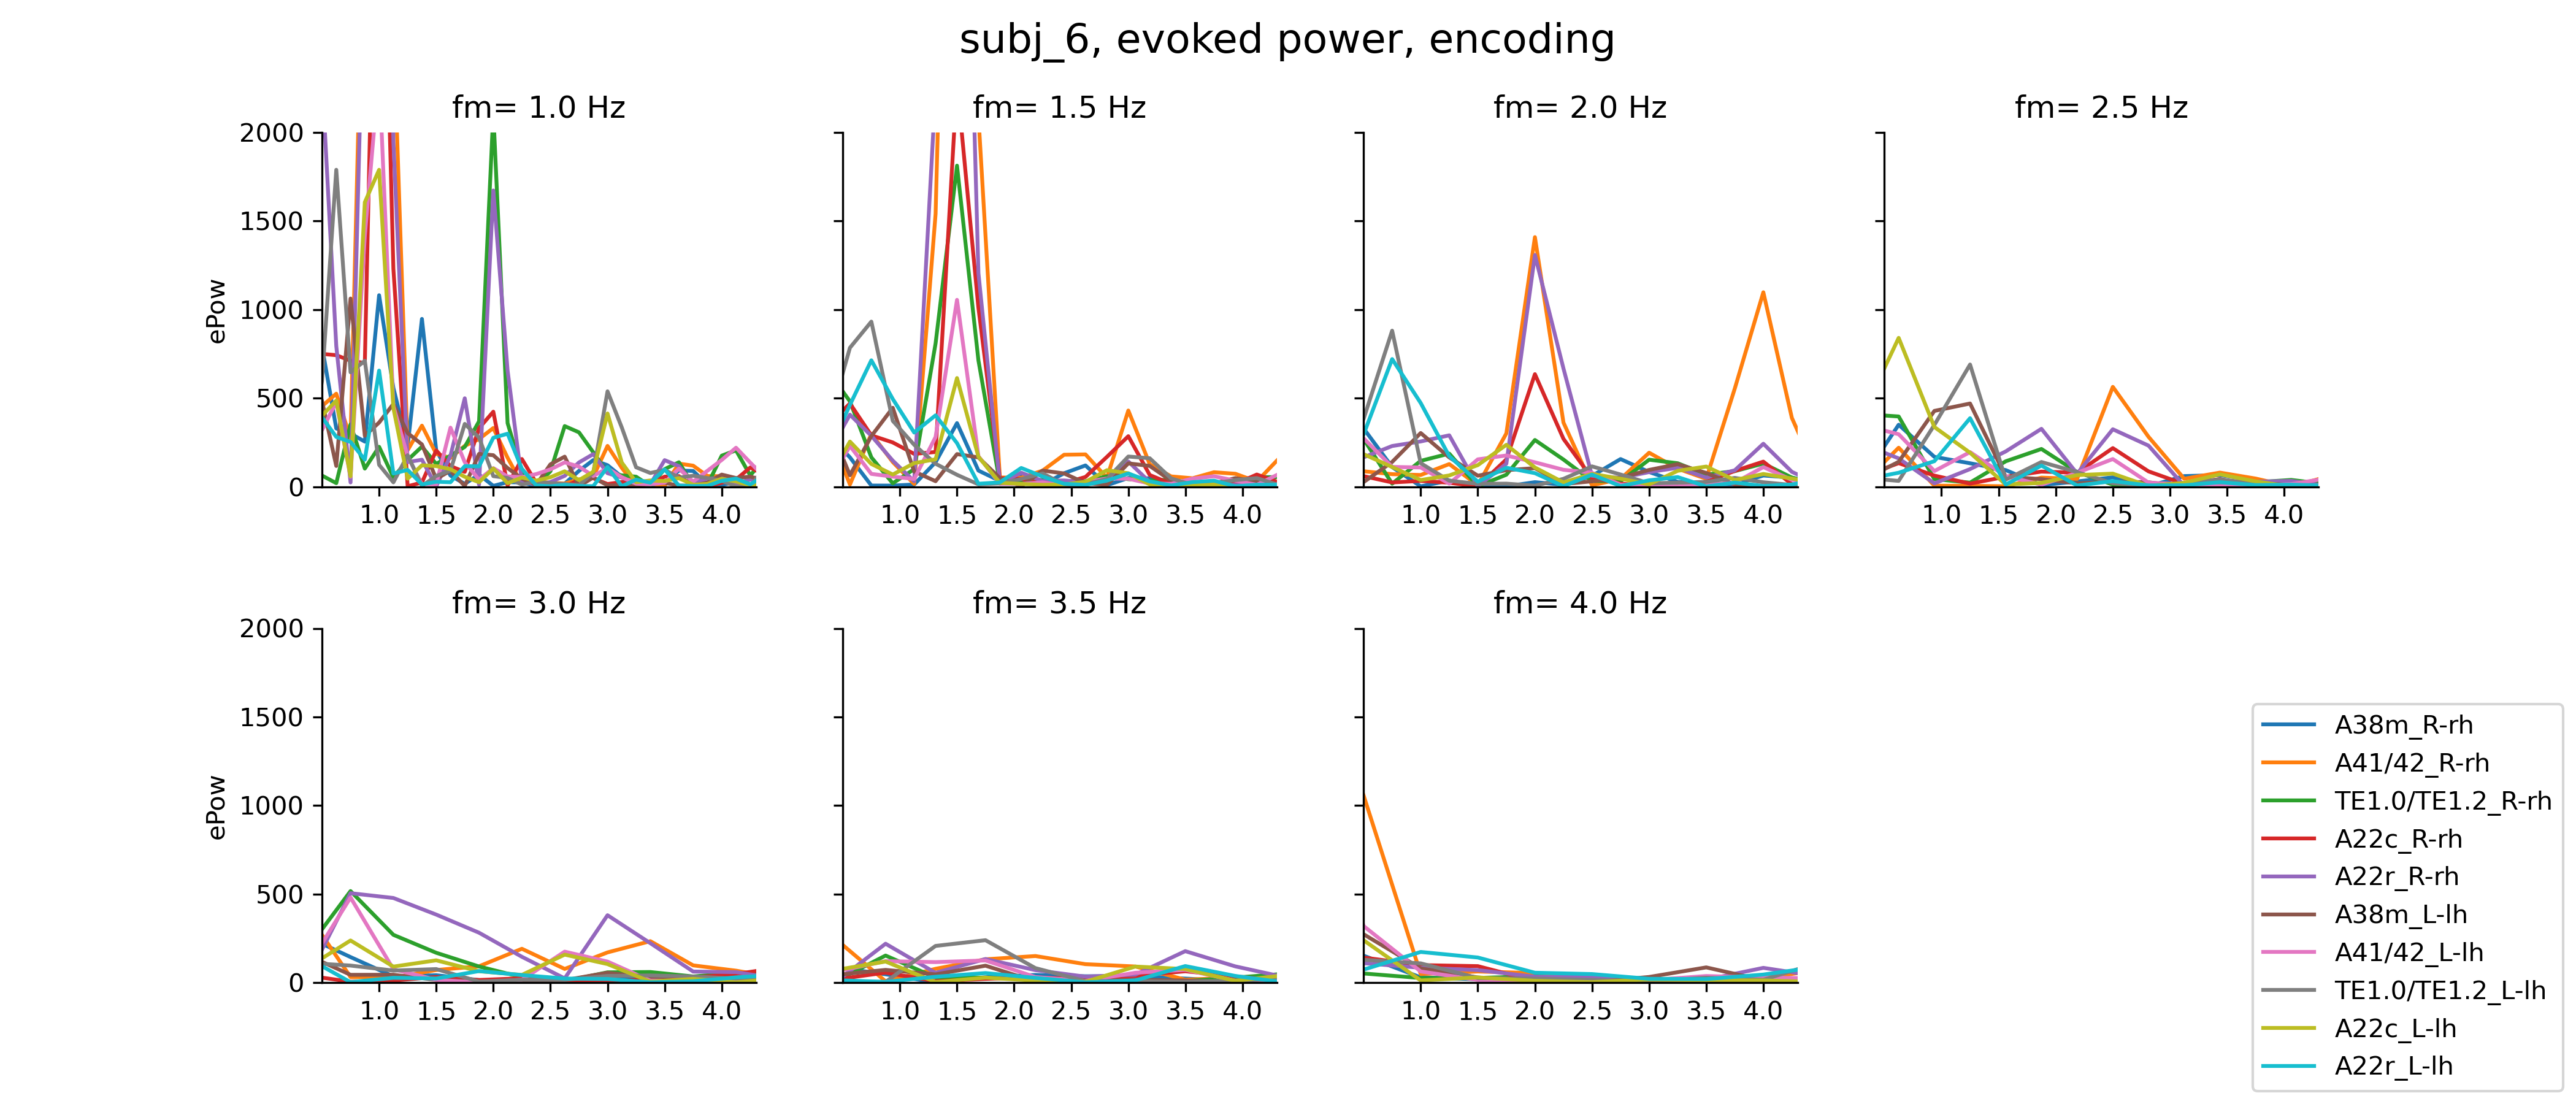 subj_6, evoked power, encoding
fm= 1.0 Hz
fm= 1.5 Hz
fm= 2.0 Hz
fm= 2.5 Hz
ePow
2000
1500
1000
500
0
1.0 1.5 2.0 2.5 3.0 3.5 4.0
1.0 1.5 2.0 2.5 3.0 3.5 4.0
1.0 1.5 2.0 2.5 3.0 3.5 4.0
1.0 1.5 2.0 2.5 3.0 3.5 4.0
fm= 3.0 Hz
fm= 3.5 Hz
fm= 4.0 Hz
ePow
2000
1500
1000
500
0
1.0 1.5 2.0 2.5 3.0 3.5 4.0
1.0 1.5 2.0 2.5 3.0 3.5 4.0
1.0 1.5 2.0 2.5 3.0 3.5 4.0
A38m_R-rh
A41/42_R-rh
TE1.0/TE1.2_R-rh
A22c_R-rh
A22r_R-rh
A38m_L-lh
A41/42_L-lh
TE1.0/TE1.2_L-lh
A22c_L-lh
A22r_L-lh